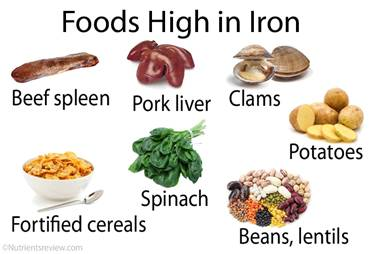 Foods High in Iron
Beef spleen
Pork liver
Clams
Potatoes
Spinach
Fortified cereals
Beans, lentils
©Nutrientsreview.com